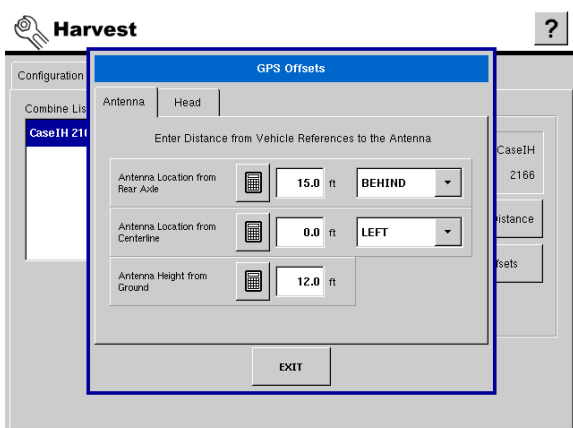 Harvest
?
GPS Offsets
Configuration
Antenna
Head
Combine Lis
CaseIH 21
Enter Distance from Vehicle References to the Antenna
Antenna Location from
Rear Axle
15.0 ft
BEHIND
Antenna Location from
Centerline
0.0 ft
LEFT
Antenna Height from
Ground
12.0 ft
CaseIH
2166
istance
fsets
EXIT